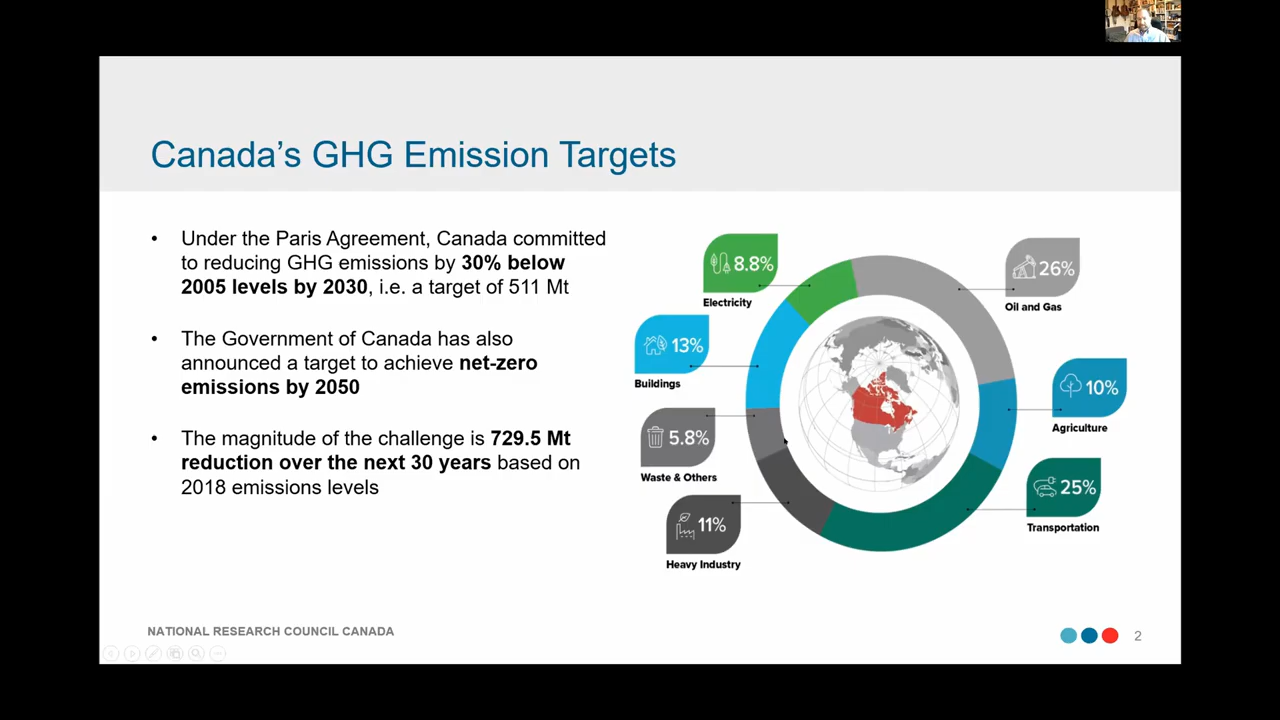 Canada's GHG Emission Targets
• Under the Paris Agreement, Canada committed
to reducing GHG emissions by 30% below
2005 levels by 2030, i.e. a target of 511 Mt
• The Government of Canada has also
announced a target to achieve net-zero
emissions by 2050
• The magnitude of the challenge is 729.5 Mt
reduction over the next 30 years based on
2018 emissions levels
8.8%
Electricity
26%
Oil and Gas
13%
Buildings
10%
Agriculture
5.8%
Waste & Others
25%
Transportation
11%
Heavy Industry
NATIONAL RESEARCH COUNCIL CANADA
2